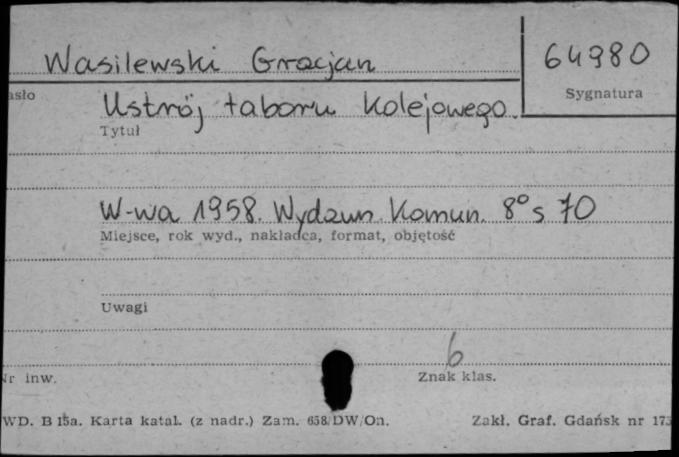 Wasilewski Gracjan
64980
Sygnatura
asło
Ustrój taboru kolejowego.
Tytuł
W-wa 1958. Wydawn. Komun. 8° s 70
Miejsce, rok wyd., nakładca, format, objętość
Uwagi
6
Nr inw.
Znak klas.
WD. B 15a. Karta katal. (z nadr.) Zam. 658/DW/On.
Zakł. Graf. Gdańsk nr 173